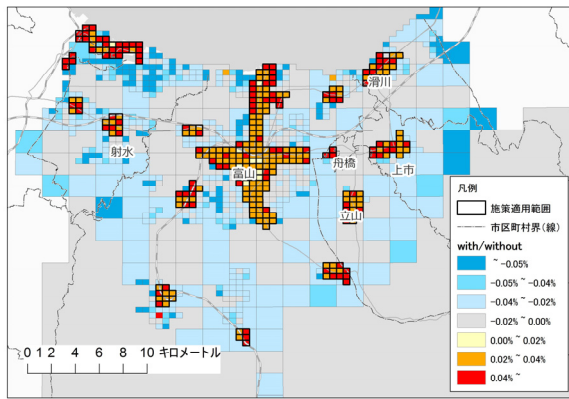 滑川
射水
富山
舟橋
上市
立山
凡例
施策適用範囲
市区町村界(線)
with/without
~ -0.05%
-0.05% ~ -0.04%
-0.04% ~ -0.02%
-0.02% ~ 0.00%
0.00% ~ 0.02%
0.02% ~ 0.04%
0.04% ~
0 1 2 4 6 8 10 キロメートル